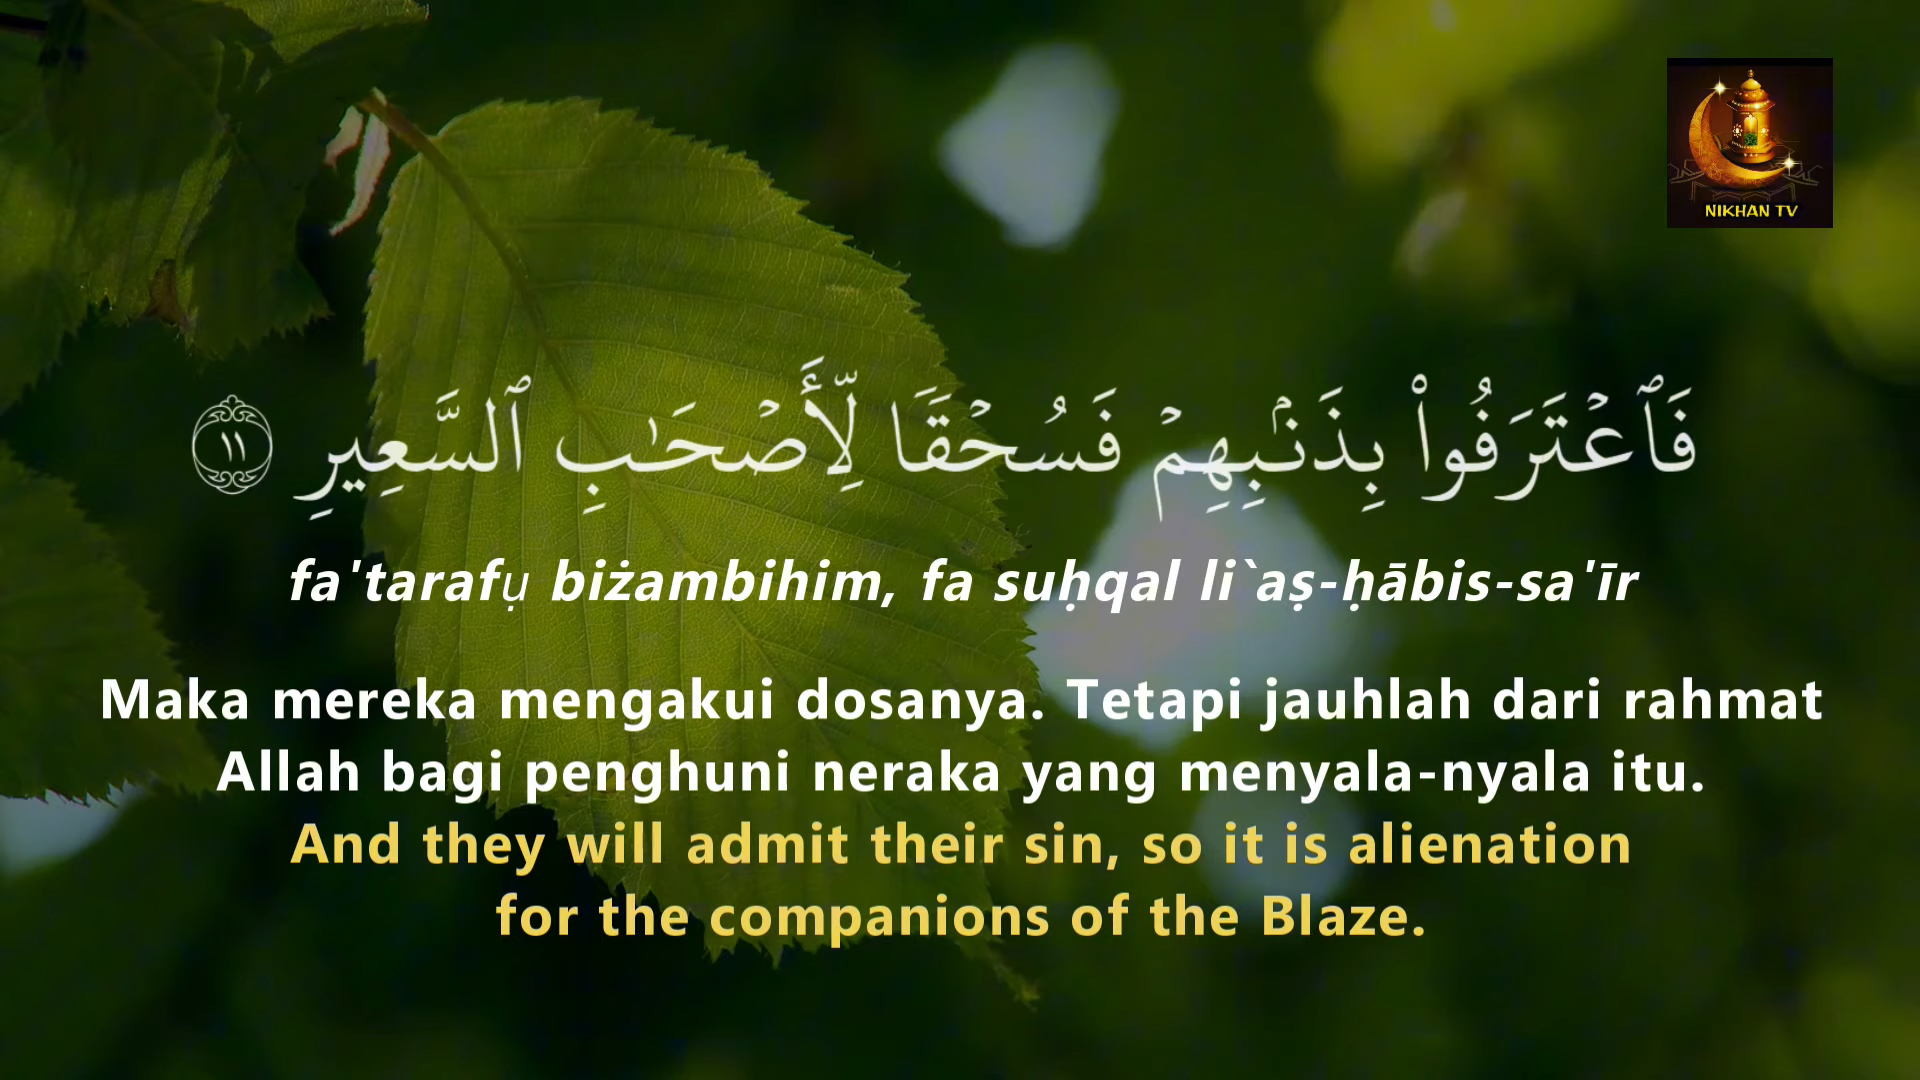 NIKHAN TV
فَٱعۡتَرَفُواْ بِذَنۢبِهِمۡ فَسُحۡقٗا لِّأَصۡحَٰبِ ٱلسَّعِيرِ ١١
fa'tarafụ biżambihim, fa suḥqal li`aṣ-ḥābis-sa'īr
Maka mereka mengakui dosanya. Tetapi jauhlah dari rahmat
Allah bagi penghuni neraka yang menyala-nyala itu.
And they will admit their sin, so it is alienation
for the companions of the Blaze.